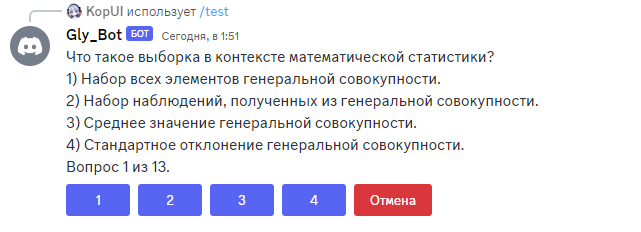 KopUI использует /test
Gly_Bot БОТ Сегодня, в 1:51
Что такое выборка в контексте математической статистики?
1) Набор всех элементов генеральной совокупности.
2) Набор наблюдений, полученных из генеральной совокупности.
3) Среднее значение генеральной совокупности.
4) Стандартное отклонение генеральной совокупности.
Вопрос 1 из 13.
1 2 3 4 Отмена